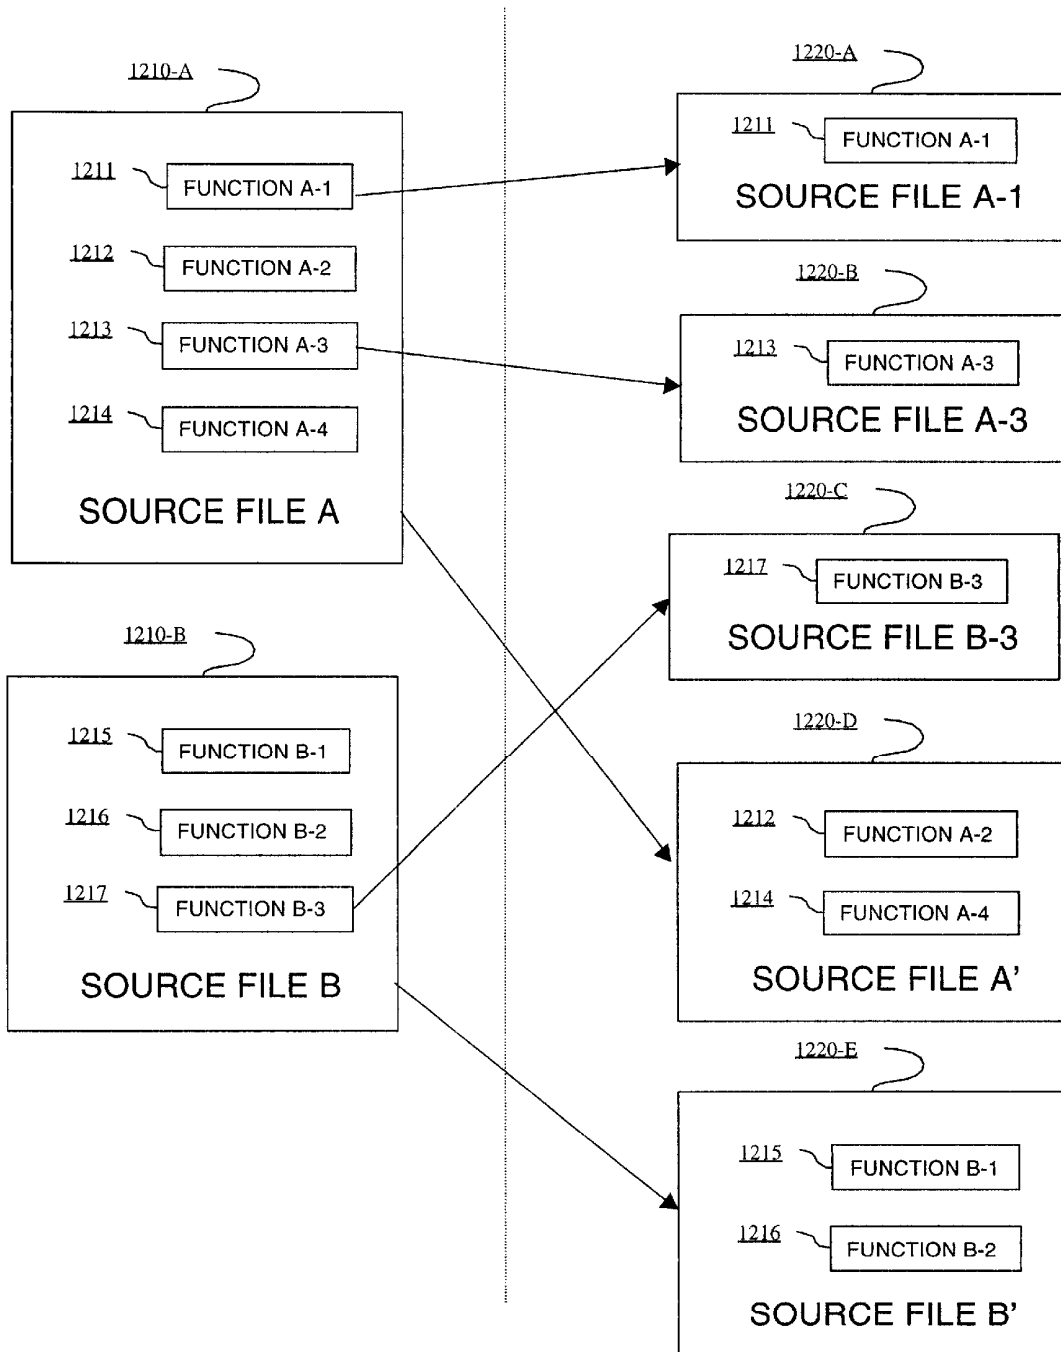 1210-A
1211
FUNCTION A-1
1212
FUNCTION A-2
1213
FUNCTION A-3
1214
FUNCTION A-4
SOURCE FILE A
1210-B
1215
FUNCTION B-1
1216
FUNCTION B-2
1217
FUNCTION B-3
SOURCE FILE B
1220-A
1211
FUNCTION A-1
SOURCE FILE A-1
1220-B
1213
FUNCTION A-3
SOURCE FILE A-3
1220-C
1217
FUNCTION B-3
SOURCE FILE B-3
1220-D
1212
FUNCTION A-2
1214
FUNCTION A-4
SOURCE FILE A'
1220-E
1215
FUNCTION B-1
1216
FUNCTION B-2
SOURCE FILE B'